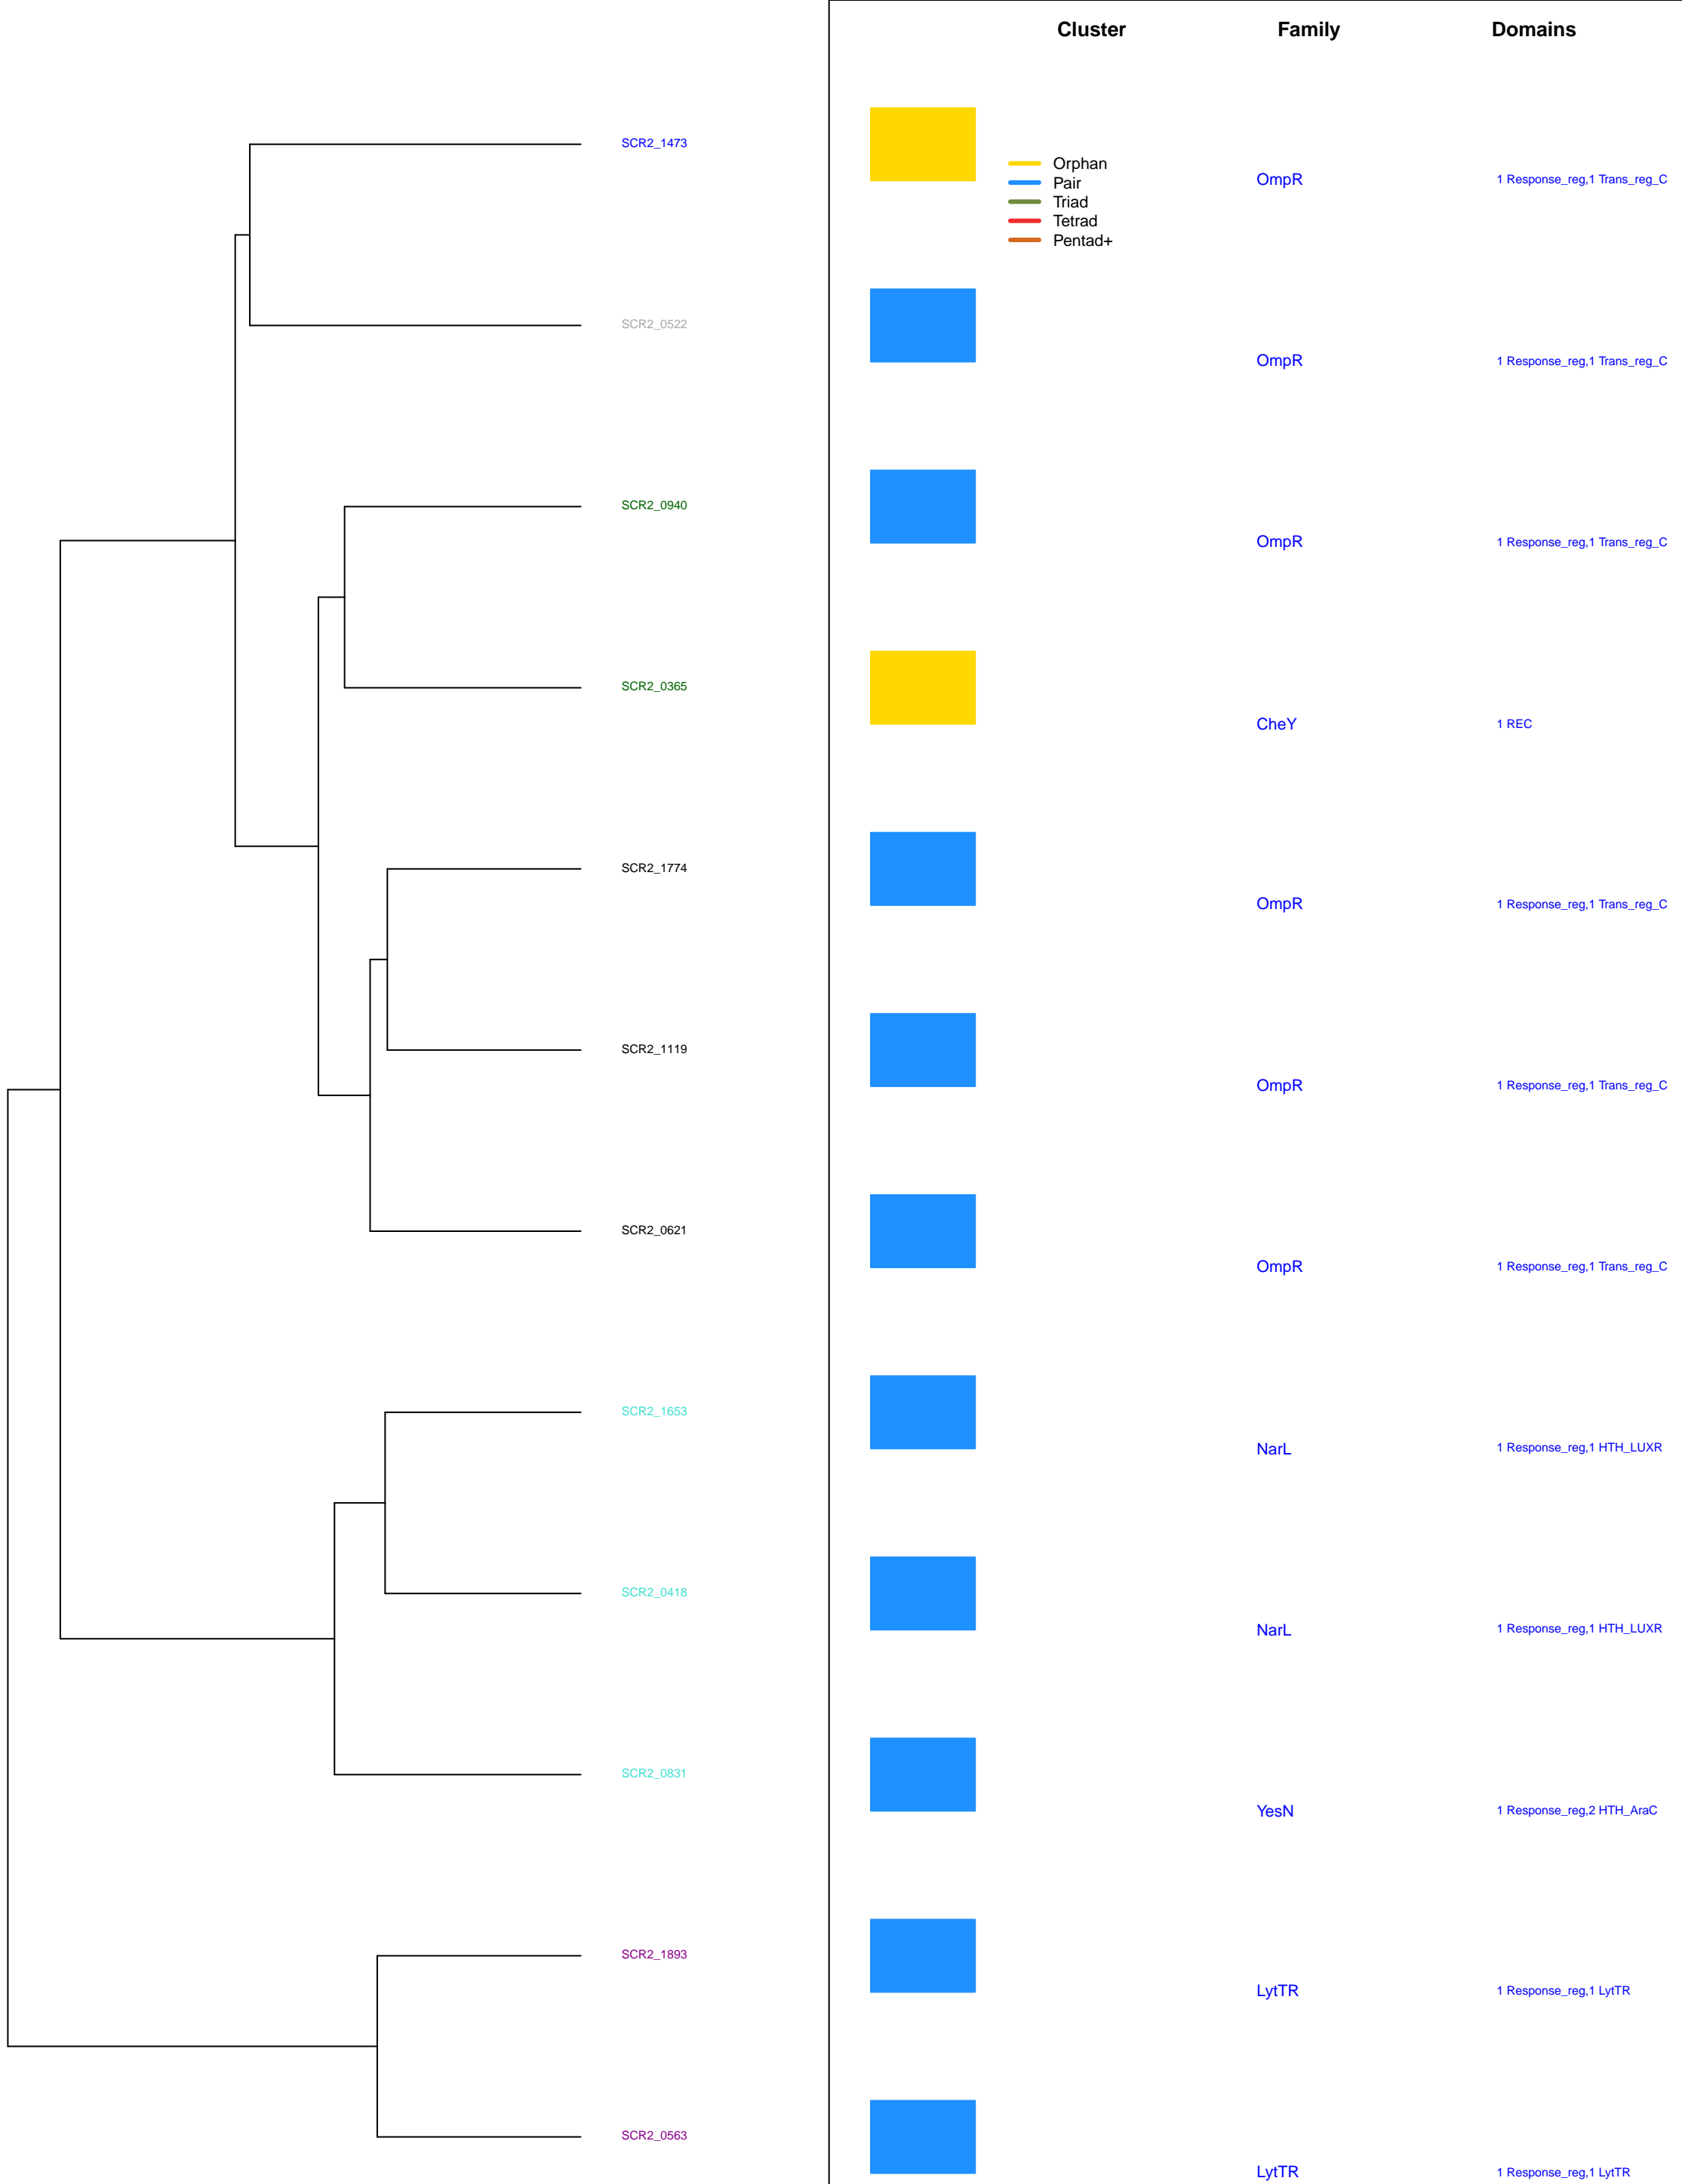 Cluster Family Domains
SCR2_1473
Orphan
Pair
Triad
Tetrad
Pentad+
OmpR 1 Response_reg,1 Trans_reg_C
SCR2_0522
OmpR 1 Response_reg,1 Trans_reg_C
SCR2_0940
OmpR 1 Response_reg,1 Trans_reg_C
SCR2_0365
CheY 1 REC
SCR2_1774
OmpR 1 Response_reg,1 Trans_reg_C
SCR2_1119
OmpR 1 Response_reg,1 Trans_reg_C
SCR2_0621
OmpR 1 Response_reg,1 Trans_reg_C
SCR2_1653
NarL 1 Response_reg,1 HTH_LUXR
SCR2_0418
NarL 1 Response_reg,1 HTH_LUXR
SCR2_0831
YesN 1 Response_reg,2 HTH_AraC
SCR2_1893
LytTR 1 Response_reg,1 LytTR
SCR2_0563
LytTR 1 Response_reg,1 LytTR